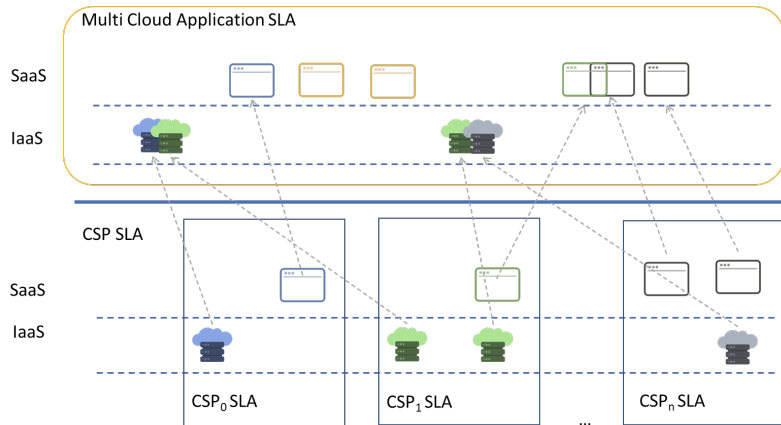 Multi Cloud Application SLA
SaaS
IaaS
CSP SLA
SaaS
IaaS
CSP₀ SLA
CSP₁ SLA
...
CSPₙ SLA